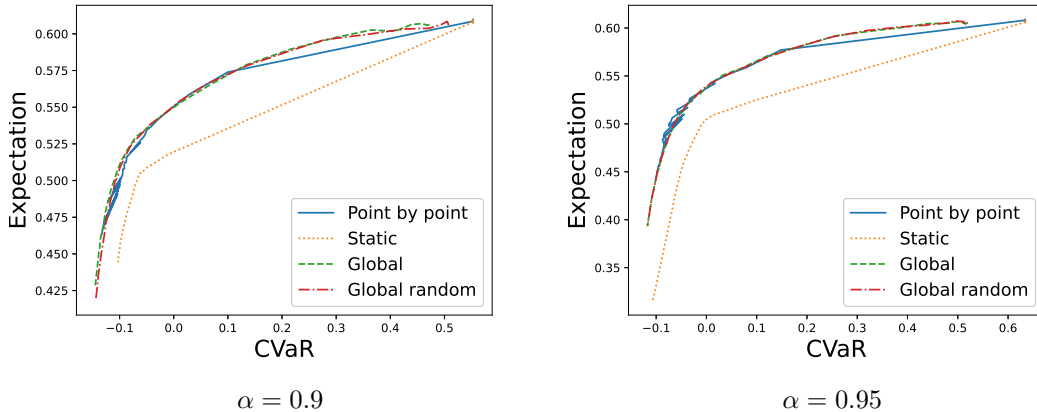 0.600
0.575
0.550
0.525
0.500
0.475
0.450
0.425
Expectation
−0.1 0.0 0.1 0.2 0.3 0.4 0.5
CVaR
Point by point
Static
Global
Global random
α = 0.9
0.60
0.55
0.50
0.45
0.40
0.35
Expectation
−0.1 0.0 0.1 0.2 0.3 0.4 0.5 0.6
CVaR
Point by point
Static
Global
Global random
α = 0.95